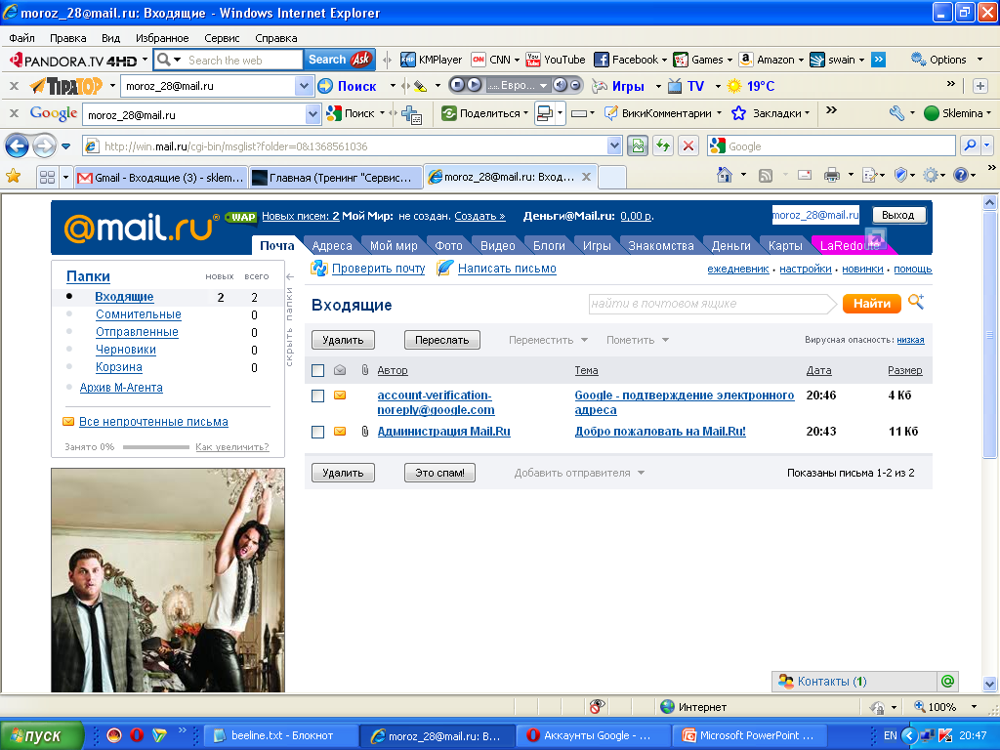 moroz_28@mail.ru: Входящие - Windows Internet Explorer
Файл Правка Вид Избранное Сервис Справка
PANDORA.TV 4HD Search the web Search Ask KMPlayer CNN YouTube Facebook Games Amazon swain » Options
x TIPATOP moroz_28@mail.ru Поиск ..... Евро... Игры TV 19°C »
x Google moroz_28@mail.ru Поиск Поделиться ВикиКомментарии Закладки » Sklemina
http://win.mail.ru/cgi-bin/msglist?folder=0&1368561036 Google
Gmail - Входящие (3) - sklem... Главная (Тренинг "Сервис... moroz_28@mail.ru: Вход... x »
@mail.ru® WAP Новых писем: 2 Мой Мир: не создан. Создать » Деньги@Mail.ru: 0,00 р. moroz_28@mail.ru Выход
Почта Адреса Мой мир Фото Видео Блоги Игры Знакомства Деньги Карты LaRedoute
Проверить почту Написать письмо ежедневник · настройки · новинки · помощь
Папки новых всего
Входящие 2 2
Сомнительные 0
Отправленные 0
Черновики 0
Корзина 0
Архив М-Агента
Все непрочтенные письма
Занято 0% Как увеличить?
скрыть папки
Входящие найти в почтовом ящике Найти
Удалить Переслать Переместить Пометить Вирусная опасность: низкая
Автор Тема Дата Размер
account-verification-noreply@google.com Google - подтверждение электронного адреса 20:46 4 Кб
Администрация Mail.Ru Добро пожаловать на Mail.Ru! 20:43 11 Кб
Удалить Это спам! Добавить отправителя Показаны письма 1-2 из 2
Контакты (1) @
Интернет 100%
пуск » beeline.txt - Блокнот moroz_28@mail.ru: В... Аккаунты Google - ... Microsoft PowerPoint ... EN 20:47